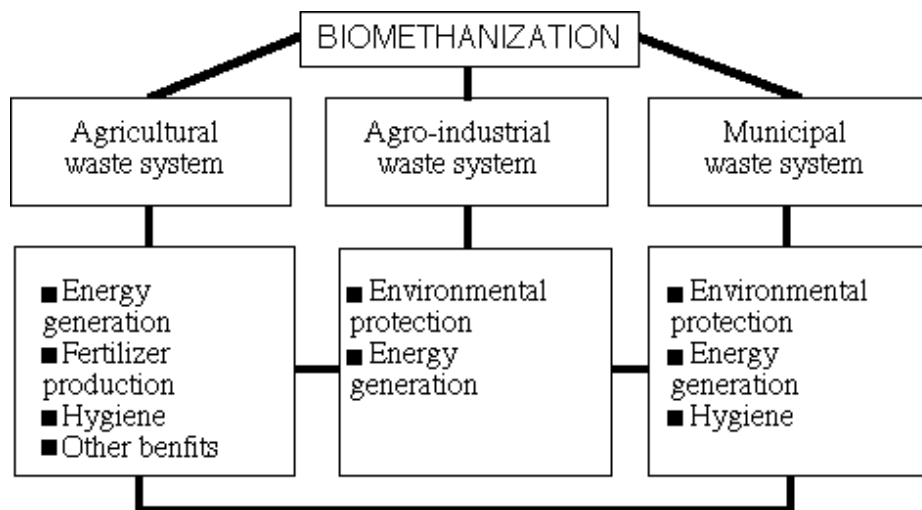 BIOMETHANIZATION
Agricultural
waste system
Agro-industrial
waste system
Municipal
waste system
■ Energy
generation
■ Fertilizer
production
■ Hygiene
■ Other benfits
■ Environmental
protection
■ Energy
generation
■ Environmental
protection
■ Energy
generation
■ Hygiene